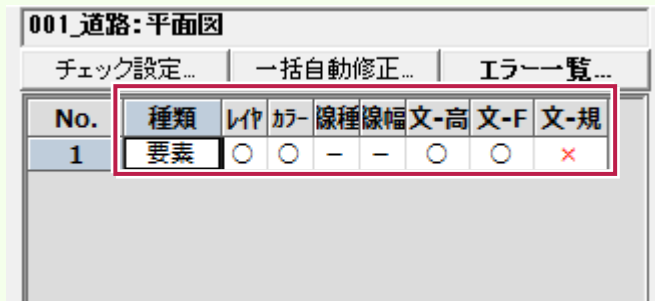 001_道路:平面図
チェック設定... 一括自動修正... エラー一覧...
No. 種類 ﾚｲﾔ ｶﾗｰ 線種 線幅 文-高 文-F 文-規
1 要素 ○ ○ － － ○ ○ ×